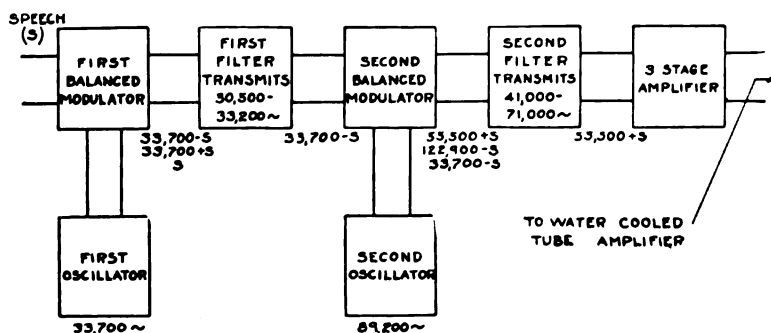 SPEECH
(S)
FIRST
BALANCED
MODULATOR
FIRST
FILTER
TRANSMITS
30,500-
33,200~
SECOND
BALANCED
MODULATOR
SECOND
FILTER
TRANSMITS
41,000-
71,000~
3 STAGE
AMPLIFIER
33,700-S
33,700+S
S
33,700-S
55,500+S
122,900-S
33,700-S
55,500+S
TO WATER COOLED
TUBE AMPLIFIER
FIRST
OSCILLATOR
SECOND
OSCILLATOR
33,700~
89,200~